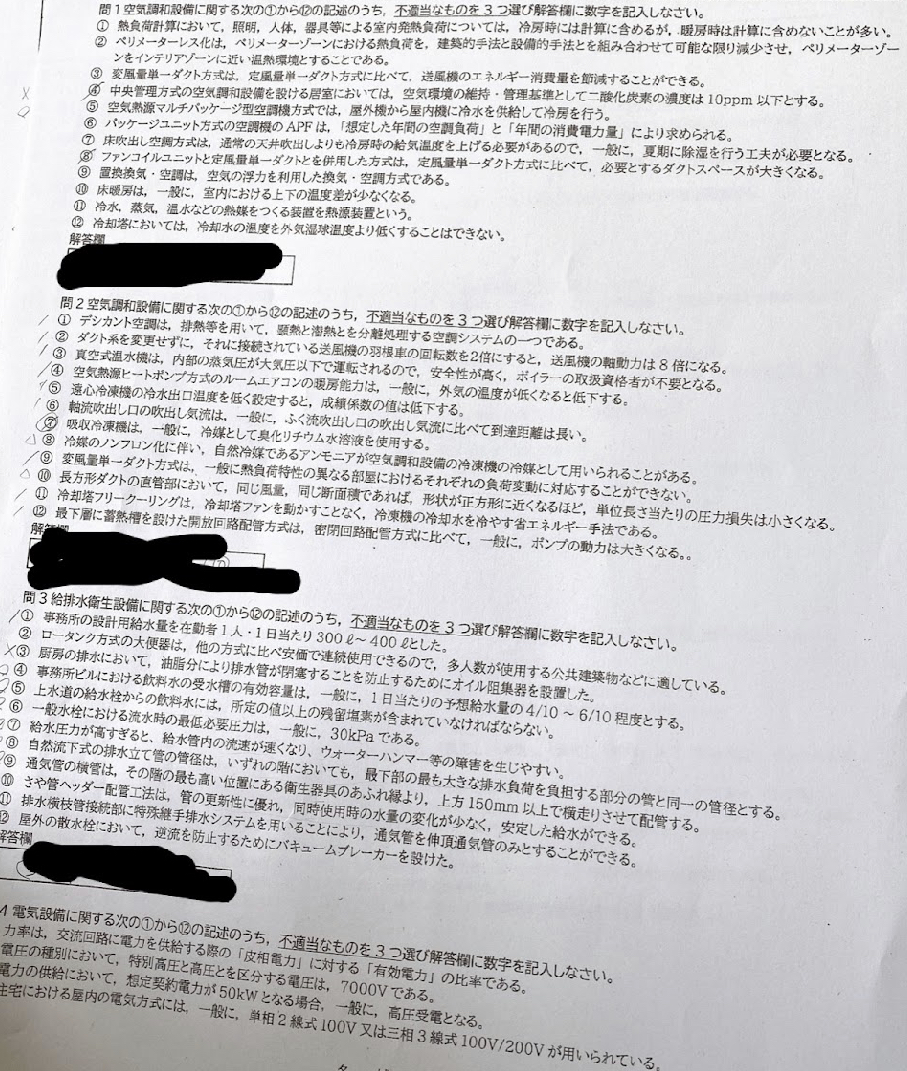 問1空気調和設備に関する次の①から⑫の記述のうち，不適当なものを3つ選び解答欄に数字を記入しなさい。
① 熱負荷計算において，照明，人体，器具等による室内発熱負荷については，冷房時には計算に含めるが，暖房時は計算に含めないことが多い。
② ペリメーターレス化は，ペリメーターゾーンにおける熱負荷を，建築的手法と設備的手法とを組み合わせて可能な限り減少させ，ペリメーターゾー
ンをインテリアゾーンに近い温熱環境とすることである。
③ 変風量単一ダクト方式は，定風量単一ダクト方式に比べて，送風機のエネルギー消費量を節減することができる。
④ 中央管理方式の空気調和設備を設ける居室においては，空気環境の維持・管理基準として二酸化炭素の濃度は10ppm以下とする。
⑤ 空気熱源マルチパッケージ型空調機方式では，屋外機から屋内機に冷水を供給して冷房を行う。
⑥ パッケージユニット方式の空調機のAPFは，「想定した年間の空調負荷」と「年間の消費電力量」により求められる。
⑦ 床吹出し空調方式は，通常の天井吹出しよりも冷房時の給気温度を上げる必要があるので，一般に，夏期に除湿を行う工夫が必要となる。
⑧ ファンコイルユニットと定風量単一ダクトとを併用した方式は，定風量単一ダクト方式に比べて，必要とするダクトスペースが大きくなる。
⑨ 置換換気・空調は，空気の浮力を利用した換気・空調方式である。
⑩ 床暖房は，一般に，室内における上下の温度差が少なくなる。
⑪ 冷水，蒸気，温水などの熱媒をつくる装置を熱源装置という。
⑫ 冷却塔においては，冷却水の温度を外気湿球温度より低くすることはできない。
解答欄
問2空気調和設備に関する次の①から⑫の記述のうち，不適当なものを3つ選び解答欄に数字を記入しなさい。
① デシカント空調は，排熱等を用いて，顕熱と潜熱とを分離処理する空調システムの一つである。
② ダクト系を変更せずに，それに接続されている送風機の羽根車の回転数を2倍にすると，送風機の軸動力は8倍になる。
③ 真空式温水機は，内部の蒸気圧が大気圧以下で運転されるので，安全性が高く，ボイラーの取扱資格者が不要となる。
④ 空気熱源ヒートポンプ方式のルームエアコンの暖房能力は，一般に，外気の温度が低くなると低下する。
⑤ 遠心冷凍機の冷水出口温度を低く設定すると，成績係数の値は低下する。
⑥ 軸流吹出し口の吹出し気流は，一般に，ふく流吹出し口の吹出し気流に比べて到達距離は長い。
⑦ 吸収冷凍機は，一般に，冷媒として臭化リチウム水溶液を使用する。
⑧ 冷媒のノンフロン化に伴い，自然冷媒であるアンモニアが空気調和設備の冷凍機の冷媒として用いられることがある。
⑨ 変風量単一ダクト方式は，一般に熱負荷特性の異なる部屋におけるそれぞれの負荷変動に対応することができない。
⑩ 長方形ダクトの直管部において，同じ風量，同じ断面積であれば，形状が正方形に近くなるほど，単位長さ当たりの圧力損失は小さくなる。
⑪ 冷却塔フリークーリングは，冷却塔ファンを動かすことなく，冷凍機の冷却水を冷やす省エネルギー手法である。
⑫ 最下層に蓄熱槽を設けた開放回路配管方式は，密閉回路配管方式に比べて，一般に，ポンプの動力は大きくなる。。
解答欄
問3給排水衛生設備に関する次の①から⑫の記述のうち，不適当なものを3つ選び解答欄に数字を記入しなさい。
① 事務所の設計用給水量を在勤者1人・1日当たり300ℓ～400ℓとした。
② ロータンク方式の大便器は，他の方式に比べ安価で連続使用できるので，多人数が使用する公共建築物などに適している。
③ 厨房の排水において，油脂分により排水管が閉塞することを防止するためにオイル阻集器を設置した。
④ 事務所ビルにおける飲料水の受水槽の有効容量は，一般に，1日当たりの予想給水量の4/10～6/10程度とする。
⑤ 上水道の給水栓からの飲料水には，所定の値以上の残留塩素が含まれていなければならない。
⑥ 一般水栓における流水時の最低必要圧力は，一般に，30kPaである。
⑦ 給水圧力が高すぎると，給水管内の流速が速くなり，ウォーターハンマー等の障害を生じやすい。
⑧ 自然流下式の排水立て管の管径は，いずれの階においても，最下部の最も大きな排水負荷を負担する部分の管と同一の管径とする。
⑨ 通気管の横管は，その階の最も高い位置にある衛生器具のあふれ縁より，上方150mm以上で横走りさせて配管する。
⑩ さや管ヘッダー配管工法は，管の更新性に優れ，同時使用時の水量の変化が少なく，安定した給水ができる。
⑪ 排水横枝管接続部に特殊継手排水システムを用いることにより，通気管を伸頂通気管のみとすることができる。
⑫ 屋外の散水栓において，逆流を防止するためにバキュームブレーカーを設けた。
解答欄
4 電気設備に関する次の①から⑫の記述のうち，不適当なものを3つ選び解答欄に数字を記入しなさい。
力率は，交流回路に電力を供給する際の「皮相電力」に対する「有効電力」の比率である。
電圧の種別において，特別高圧と高圧とを区分する電圧は，7000Vである。
電力の供給において，想定契約電力が50kWとなる場合，一般に，高圧受電となる。
住宅における屋内の電気方式には，一般に，単相2線式100V又は三相3線式100V/200Vが用いられている。